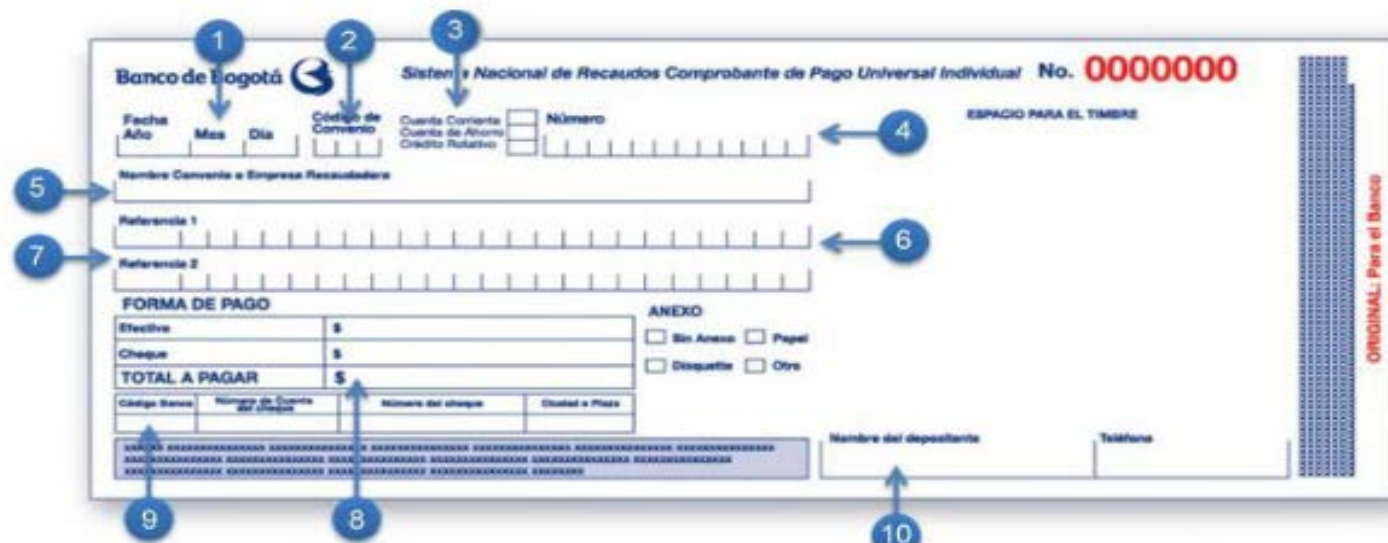 1 2 3
Banco de Bogotá Sistema Nacional de Recaudos Comprobante de Pago Universal Individual No. 0000000
Fecha
Año Mes Día
Código de
Convenio
Cuenta Corriente
Cuenta de Ahorro
Crédito Rotativo
Número
4
ESPACIO PARA EL TIMBRE
5
Nombre Convenio o Empresa Recaudadora
Referencia 1
6
7
Referencia 2
FORMA DE PAGO
Efectivo $
Cheque $
TOTAL A PAGAR $
ANEXO
Sin Anexo Papel
Disquette Otro
Código Banco
Número de Cuenta
del cheque
Número del cheque
Ciudad o Plaza
Nombre del depositante Teléfono
9 8 10
ORIGINAL: Para el Banco